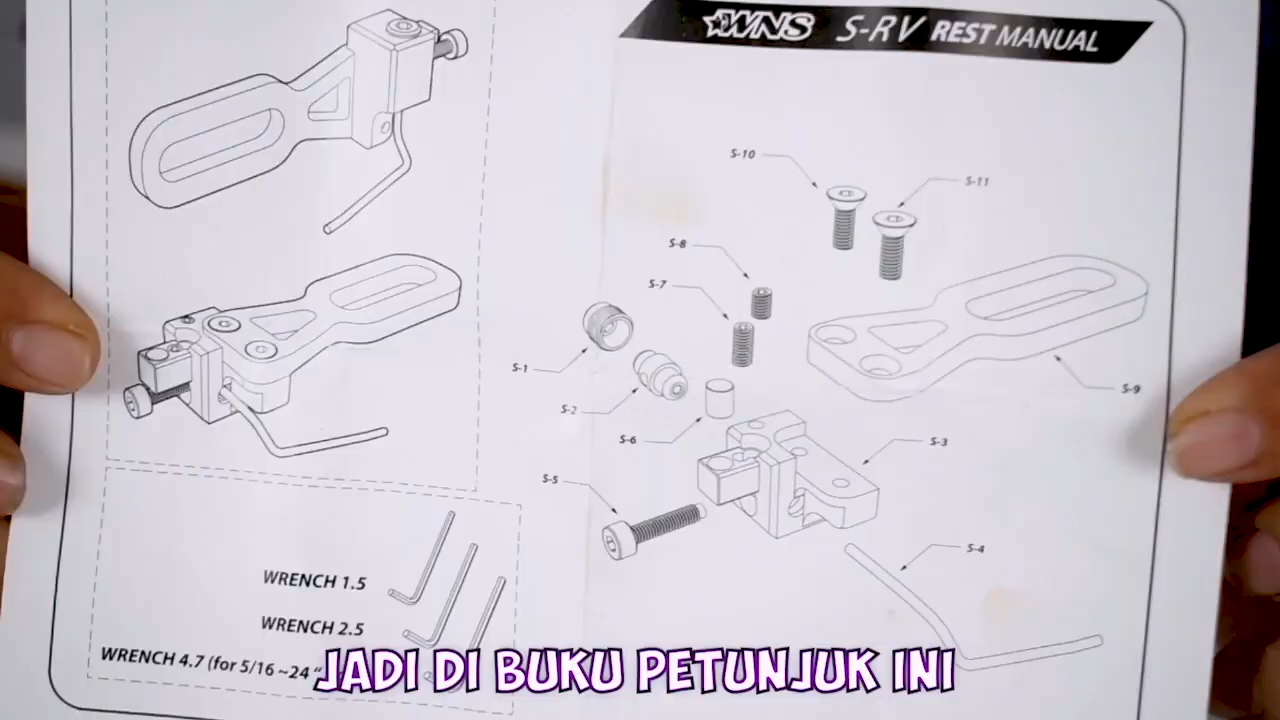 WNS S-RV REST MANUAL
S-10
S-11
S-8
S-7
S-1
S-2
S-9
S-6
S-3
S-5
S-4
WRENCH 1.5
WRENCH 2.5
WRENCH 4.7 (for 5/16 ~24 "
JADI DI BUKU PETUNJUK INI